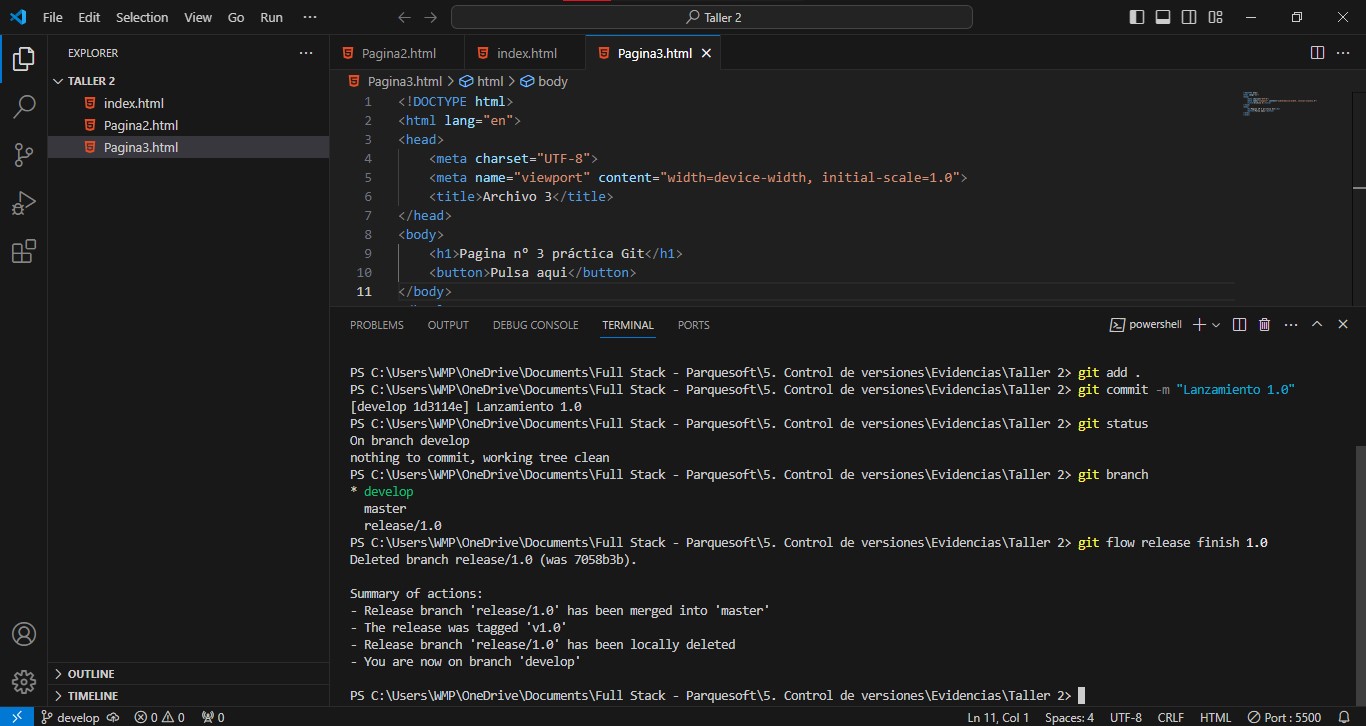 File Edit Selection View Go Run ···
Taller 2
EXPLORER ···
TALLER 2
index.html
Pagina2.html
Pagina3.html
OUTLINE
TIMELINE
Pagina2.html index.html Pagina3.html
Pagina3.html > html > body
1 <!DOCTYPE html>
2 <html lang="en">
3 <head>
4 <meta charset="UTF-8">
5 <meta name="viewport" content="width=device-width, initial-scale=1.0">
6 <title>Archivo 3</title>
7 </head>
8 <body>
9 <h1>Pagina nº 3 práctica Git</h1>
10 <button>Pulsa aqui</button>
11 </body>
PROBLEMS OUTPUT DEBUG CONSOLE TERMINAL PORTS
powershell
PS C:\Users\WMP\OneDrive\Documents\Full Stack - Parquesoft\5. Control de versiones\Evidencias\Taller 2> git add .
PS C:\Users\WMP\OneDrive\Documents\Full Stack - Parquesoft\5. Control de versiones\Evidencias\Taller 2> git commit -m "Lanzamiento 1.0"
[develop 1d3114e] Lanzamiento 1.0
PS C:\Users\WMP\OneDrive\Documents\Full Stack - Parquesoft\5. Control de versiones\Evidencias\Taller 2> git status
On branch develop
nothing to commit, working tree clean
PS C:\Users\WMP\OneDrive\Documents\Full Stack - Parquesoft\5. Control de versiones\Evidencias\Taller 2> git branch
* develop
master
release/1.0
PS C:\Users\WMP\OneDrive\Documents\Full Stack - Parquesoft\5. Control de versiones\Evidencias\Taller 2> git flow release finish 1.0
Deleted branch release/1.0 (was 7058b3b).
Summary of actions:
- Release branch 'release/1.0' has been merged into 'master'
- The release was tagged 'v1.0'
- Release branch 'release/1.0' has been locally deleted
- You are now on branch 'develop'
PS C:\Users\WMP\OneDrive\Documents\Full Stack - Parquesoft\5. Control de versiones\Evidencias\Taller 2>
develop 0 0 0 Ln 11, Col 1 Spaces: 4 UTF-8 CRLF HTML Port : 5500